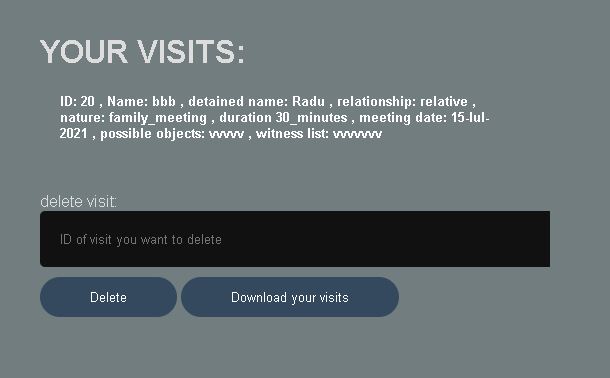 YOUR VISITS:
ID: 20 , Name: bbb , detained name: Radu , relationship: relative ,
nature: family_meeting , duration 30_minutes , meeting date: 15-Iul-
2021 , possible objects: vvvvv , witness list: vvvvvvv
delete visit:
ID of visit you want to delete
Delete
Download your visits